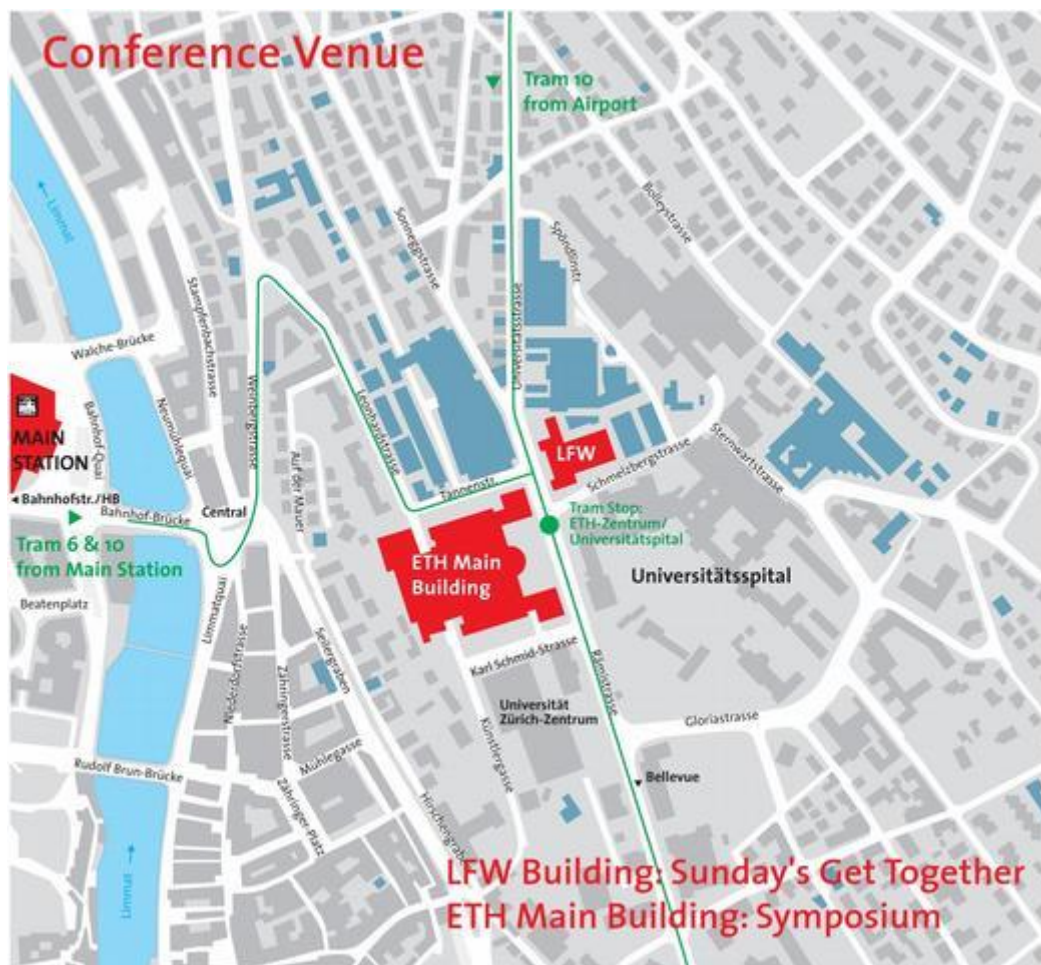 Conference Venue
Tram 10
from Airport
Limmat
Sonneggstrasse
Bolleystrasse
Spöndlinstr.
Stampfenbachstrasse
Universitätsstrasse
Walche-Brücke
Weinbergstrasse
Leonhardstrasse
Neumühlequai
Bahnhof-Quai
MAIN
STATION
LFW
Sternwartstrasse
Schmelzbergstrasse
Auf der Mauer
Tannenstr.
Bahnhofstr./HB
Bahnhof-Brücke
Central
Tram Stop:
ETH-Zentrum/
Universitätspital
Tram 6 & 10
from Main Station
ETH Main
Building
Universitätsspital
Beatenplatz
Limmatquai
Niederdorfstrasse
Seilergraben
Karl Schmid-Strasse
Rämistrasse
Zähringerstrasse
Universität
Zürich-Zentrum
Künstlergasse
Gloriastrasse
Mühlegasse
Rudolf Brun-Brücke
Bellevue
Zähringer-Platz
Hirschengraben
Limmat
LFW Building: Sunday's Get Together
ETH Main Building: Symposium